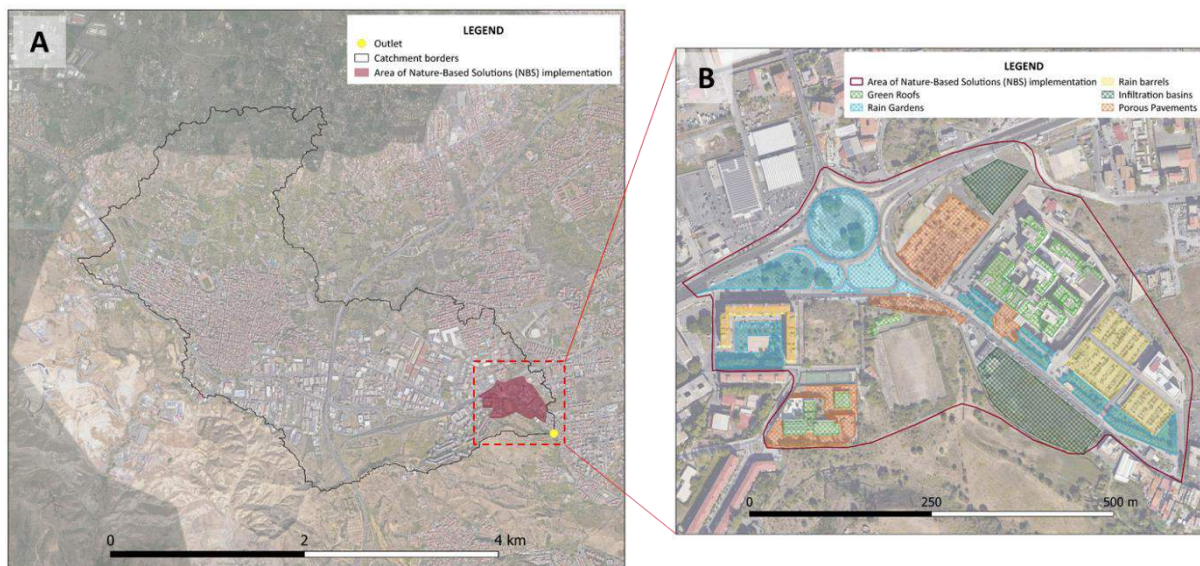 A
LEGEND
Outlet
Catchment borders
Area of Nature-Based Solutions (NBS) implementation
0 2 4 km
B
LEGEND
Area of Nature-Based Solutions (NBS) implementation
Green Roofs
Rain Gardens
Rain barrels
Infiltration basins
Porous Pavements
0 250 500 m